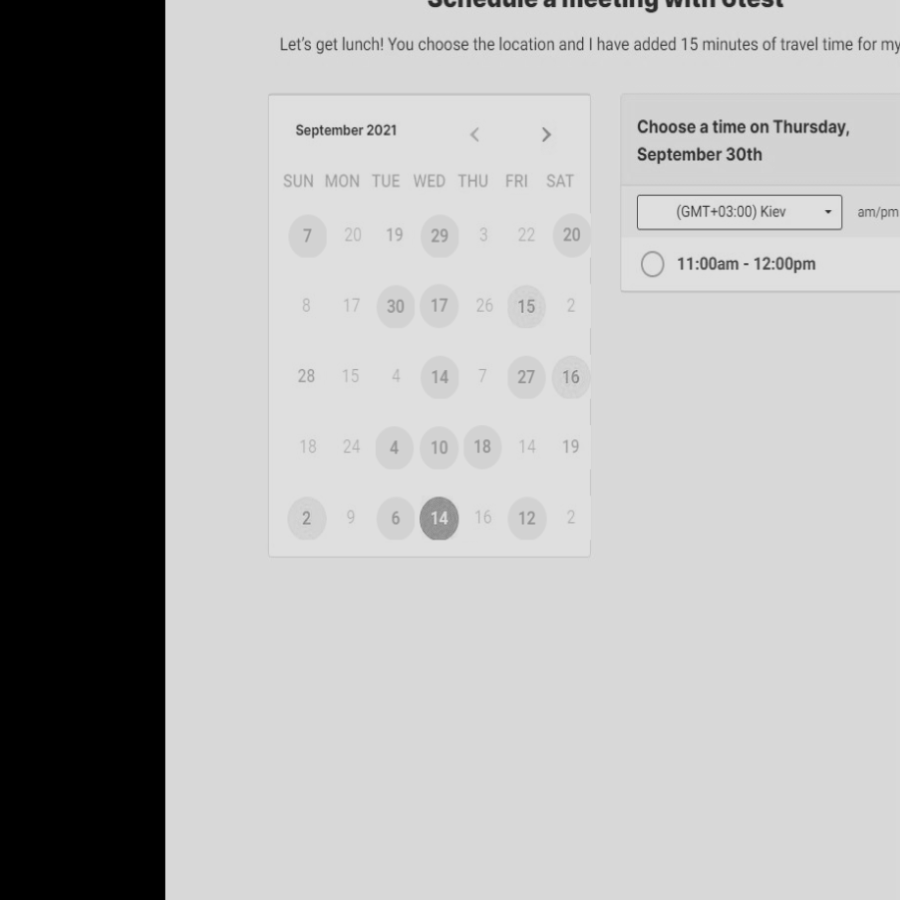 Schedule a meeting with Utest
Let's get lunch! You choose the location and I have added 15 minutes of travel time for my
September 2021
SUN MON TUE WED THU FRI SAT
7 20 19 29 3 22 20
8 17 30 17 26 15 2
28 15 4 14 7 27 16
18 24 4 10 18 14 19
2 9 6 14 16 12 2
Choose a time on Thursday,
September 30th
(GMT+03:00) Kiev am/pm
11:00am - 12:00pm